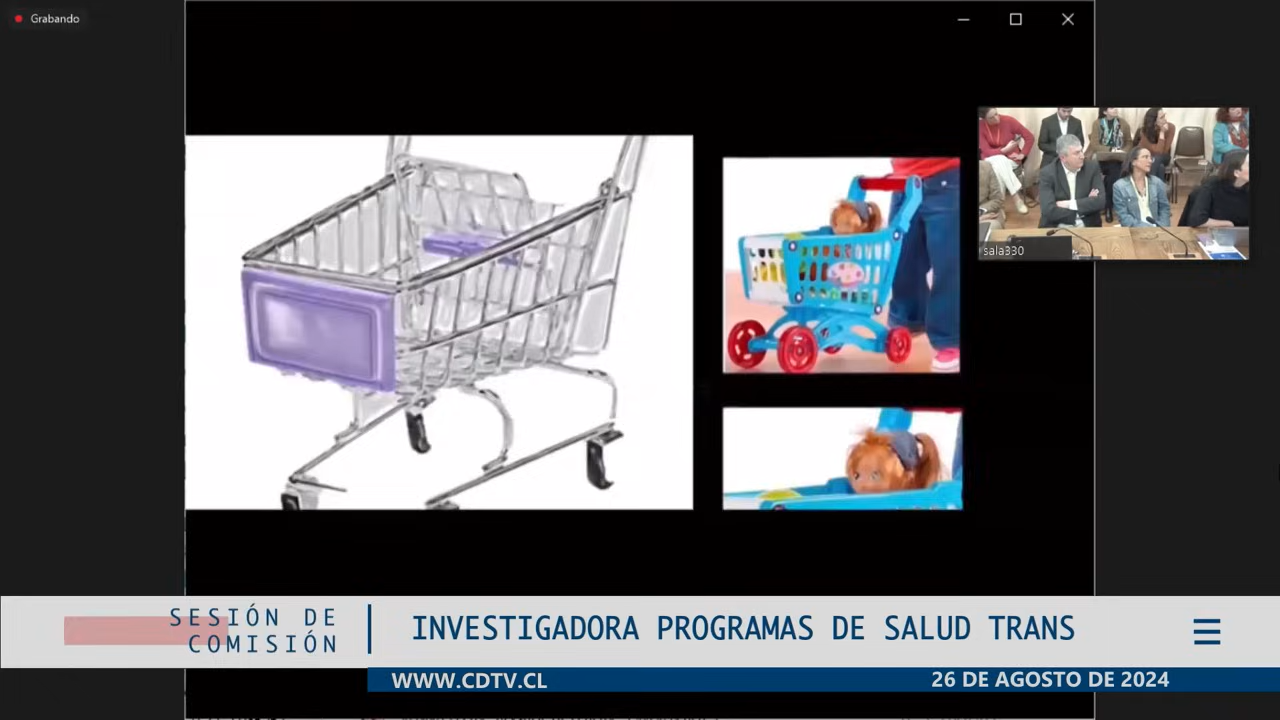 Grabando
sala330
SESIÓN DE
COMISIÓN
INVESTIGADORA PROGRAMAS DE SALUD TRANS
WWW.CDTV.CL
26 DE AGOSTO DE 2024